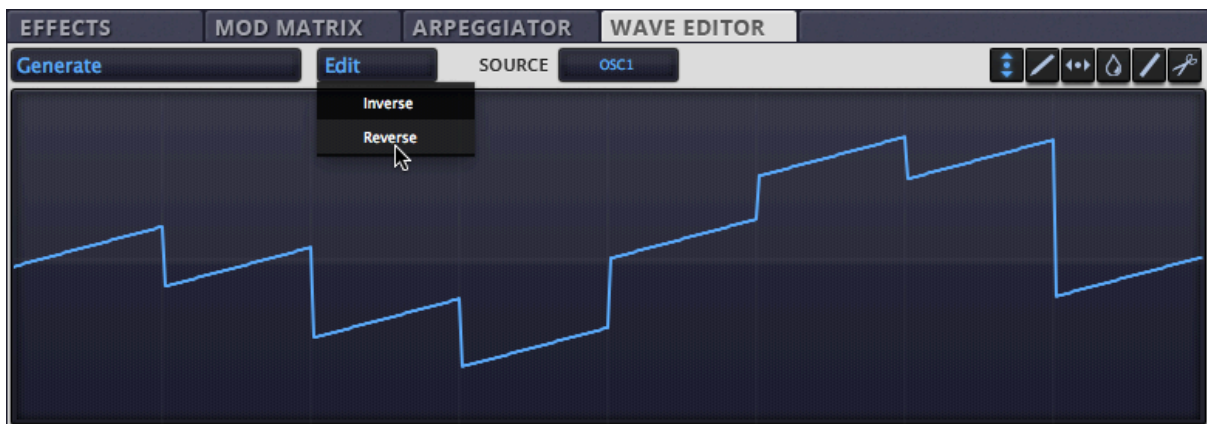 EFFECTS MOD MATRIX ARPEGGIATOR WAVE EDITOR
Generate Edit SOURCE OSC1
Inverse
Reverse